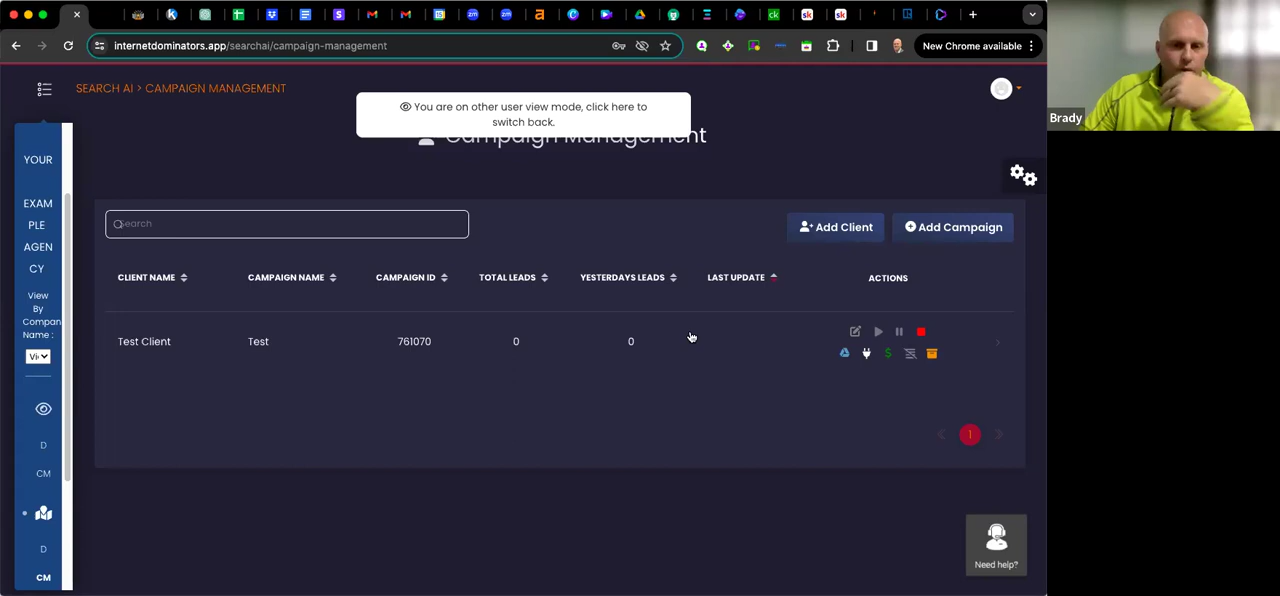 internetdominators.app/searchai/campaign-management
New Chrome available
SEARCH AI > CAMPAIGN MANAGEMENT
You are on other user view mode, click here to
switch back.
Campaign Management
Brady
YOUR
EXAM
PLE
AGEN
CY
View
By
Compan
Name :
Vi
D
CM
D
CM
Search
Add Client
Add Campaign
CLIENT NAME
CAMPAIGN NAME
CAMPAIGN ID
TOTAL LEADS
YESTERDAYS LEADS
LAST UPDATE
ACTIONS
Test Client
Test
761070
0
0
1
Need help?